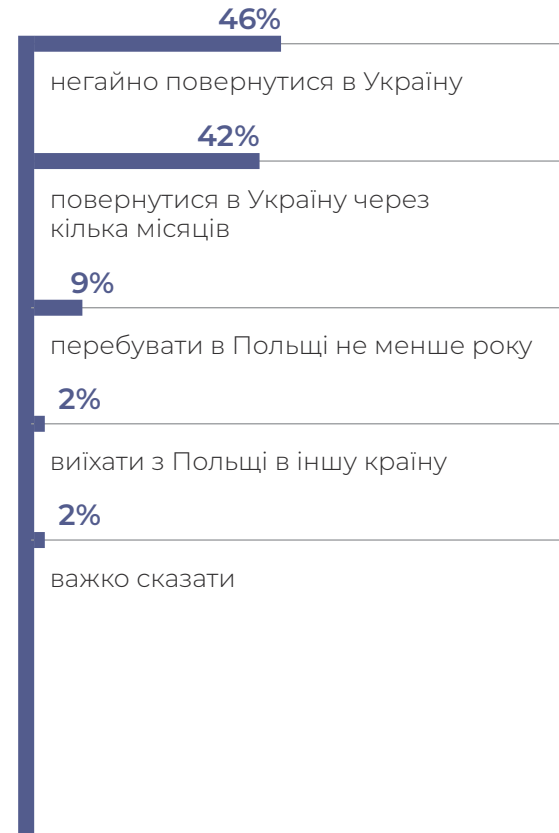 46%
негайно повернутися в Україну
42%
повернутися в Україну через
кілька місяців
9%
перебувати в Польщі не менше року
2%
виїхати з Польщі в іншу країну
2%
важко сказати